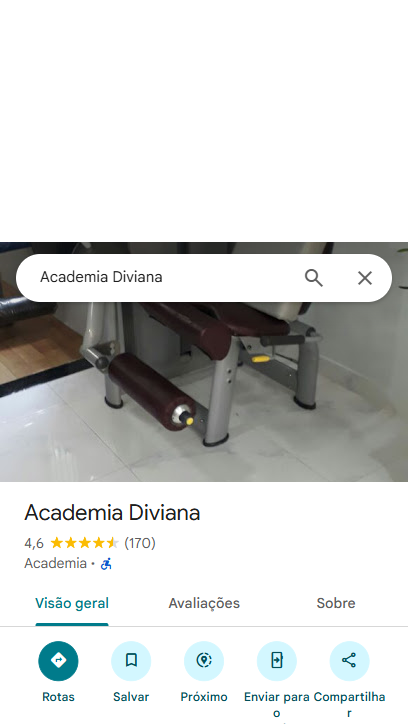 Academia Diviana
Academia Diviana
4,6 (170)
Academia ·
Visão geral Avaliações Sobre
Rotas Salvar Próximo Enviar para o Compartilhar